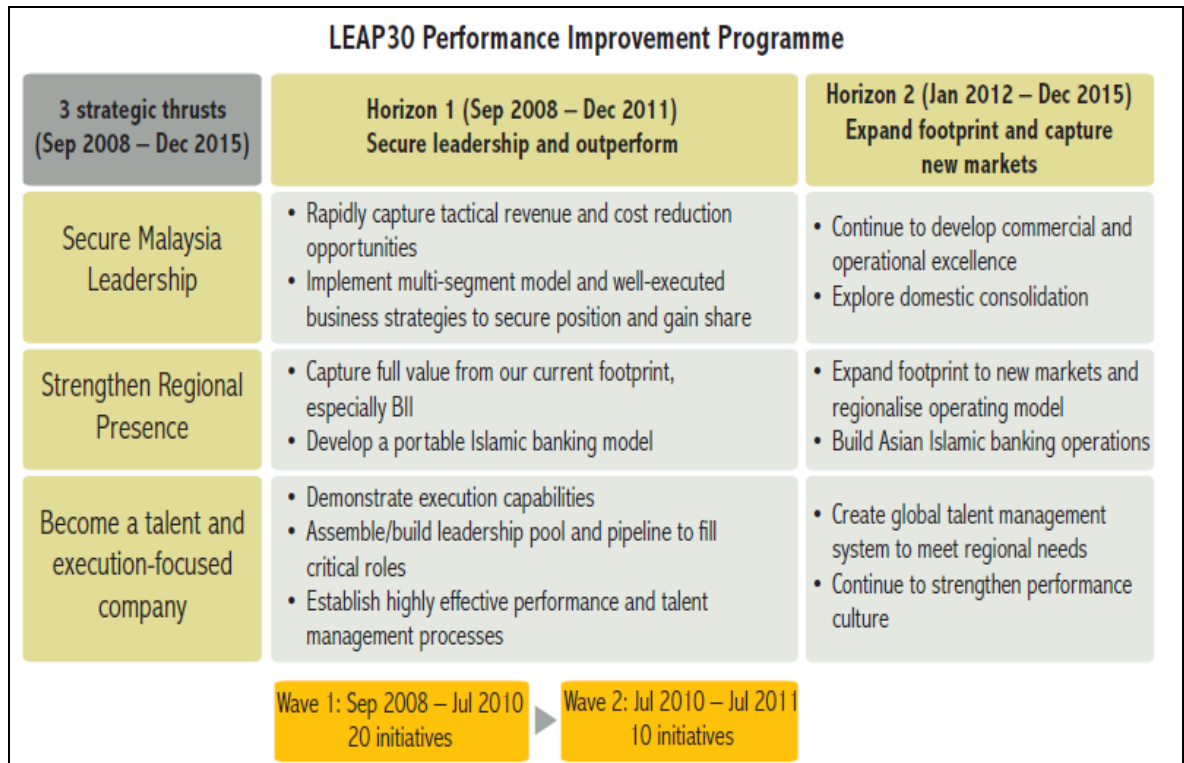 LEAP30 Performance Improvement Programme
3 strategic thrusts
(Sep 2008 – Dec 2015)
Horizon 1 (Sep 2008 – Dec 2011)
Secure leadership and outperform
Horizon 2 (Jan 2012 – Dec 2015)
Expand footprint and capture
new markets
Secure Malaysia
Leadership
• Rapidly capture tactical revenue and cost reduction
opportunities
• Implement multi-segment model and well-executed
business strategies to secure position and gain share
• Continue to develop commercial and
operational excellence
• Explore domestic consolidation
Strengthen Regional
Presence
• Capture full value from our current footprint,
especially BII
• Develop a portable Islamic banking model
• Expand footprint to new markets and
regionalise operating model
• Build Asian Islamic banking operations
Become a talent and
execution-focused
company
• Demonstrate execution capabilities
• Assemble/build leadership pool and pipeline to fill
critical roles
• Establish highly effective performance and talent
management processes
• Create global talent management
system to meet regional needs
• Continue to strengthen performance
culture
Wave 1: Sep 2008 – Jul 2010
20 initiatives
Wave 2: Jul 2010 – Jul 2011
10 initiatives